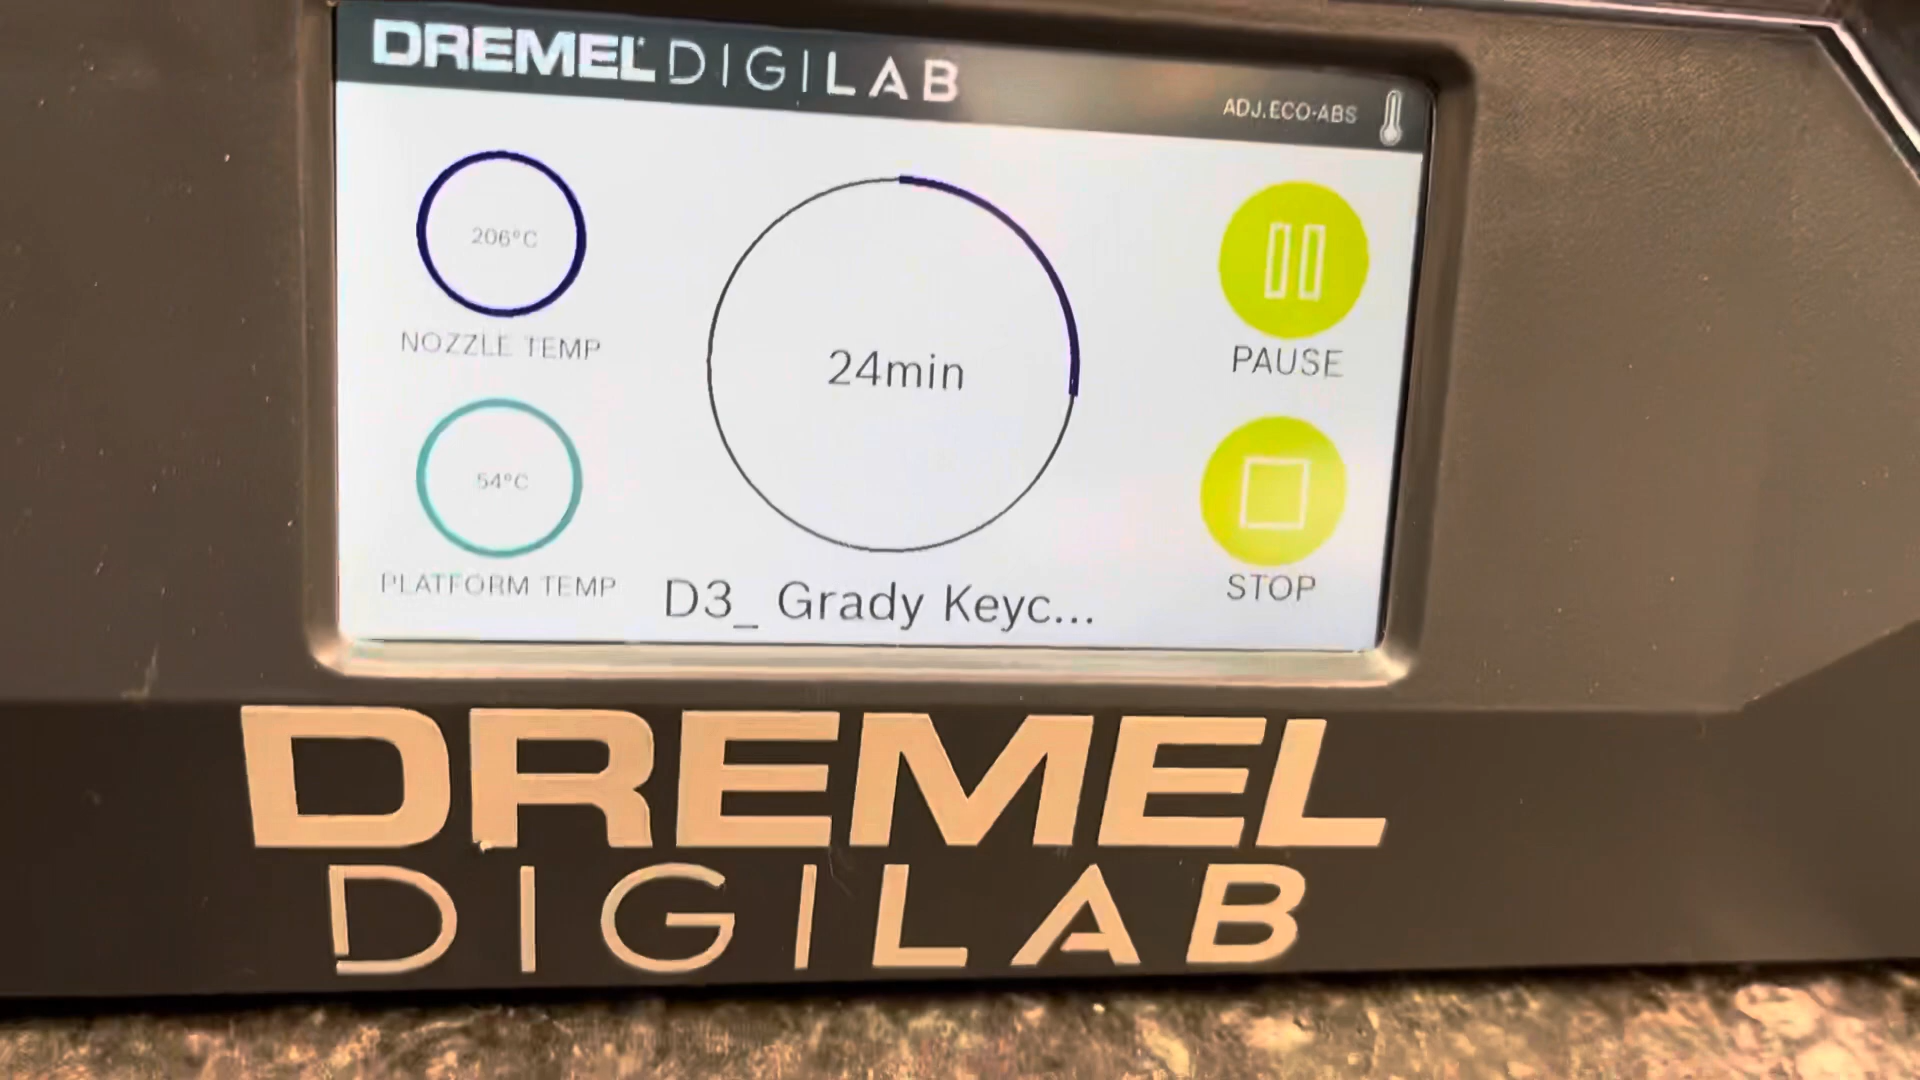 DREMEL DIGILAB
ADJ.ECO-ABS
206°C
NOZZLE TEMP
24min
PAUSE
54°C
PLATFORM TEMP
D3_ Grady Keyc...
STOP
DREMEL
DIGILAB